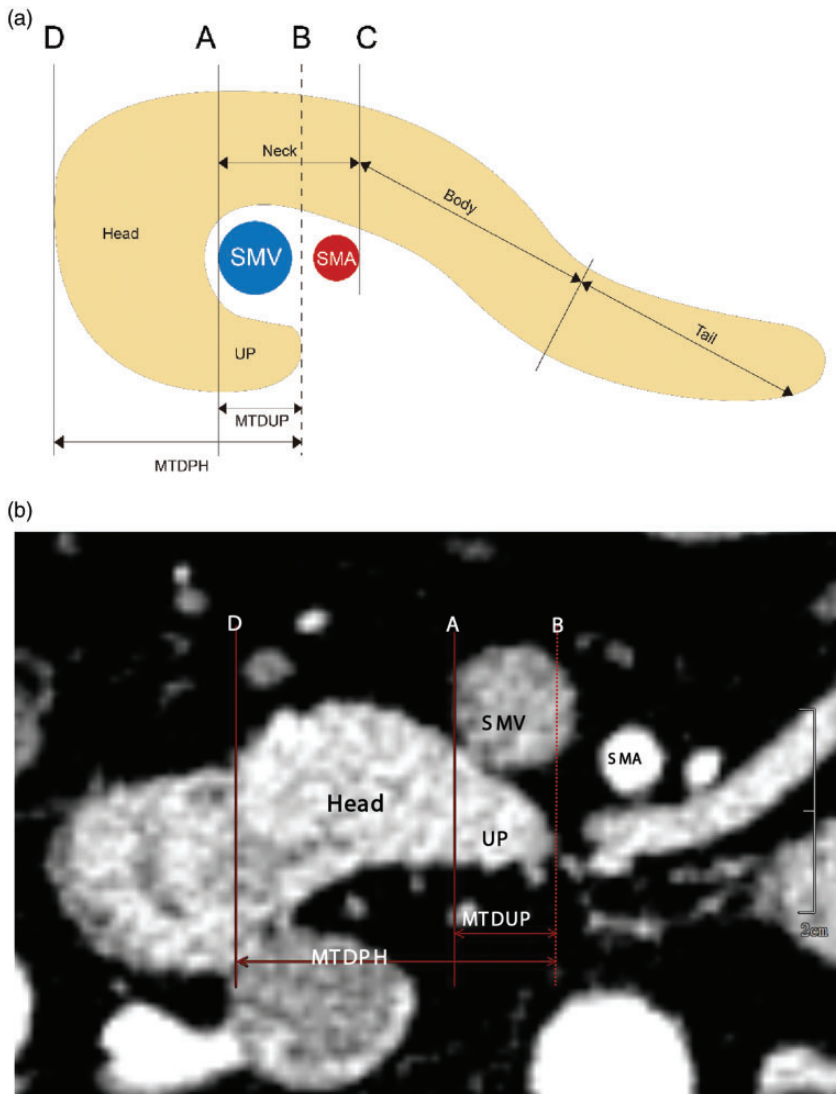 (a)
D A B C
Neck
Body
Head
SMV
SMA
UP
Tail
MTDUP
MTDPH
(b)
D A B
SMV
SMA
Head
UP
MTDUP
2cm
MTDPH